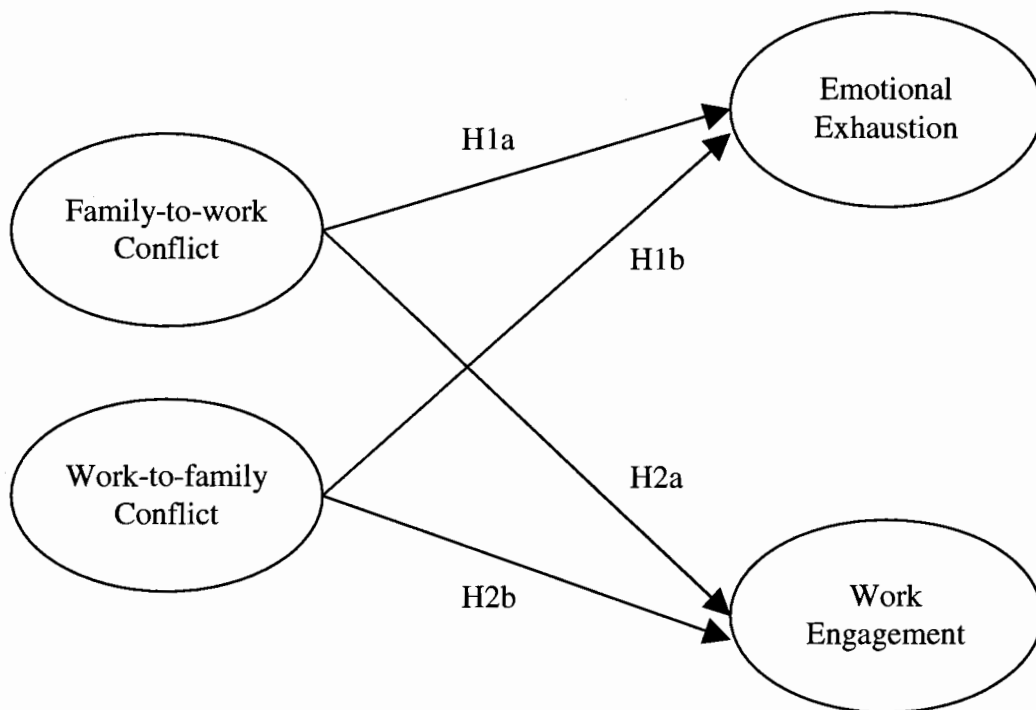 Emotional
Exhaustion
H1a
Family-to-work
Conflict
H1b
Work-to-family
Conflict
H2a
H2b
Work
Engagement